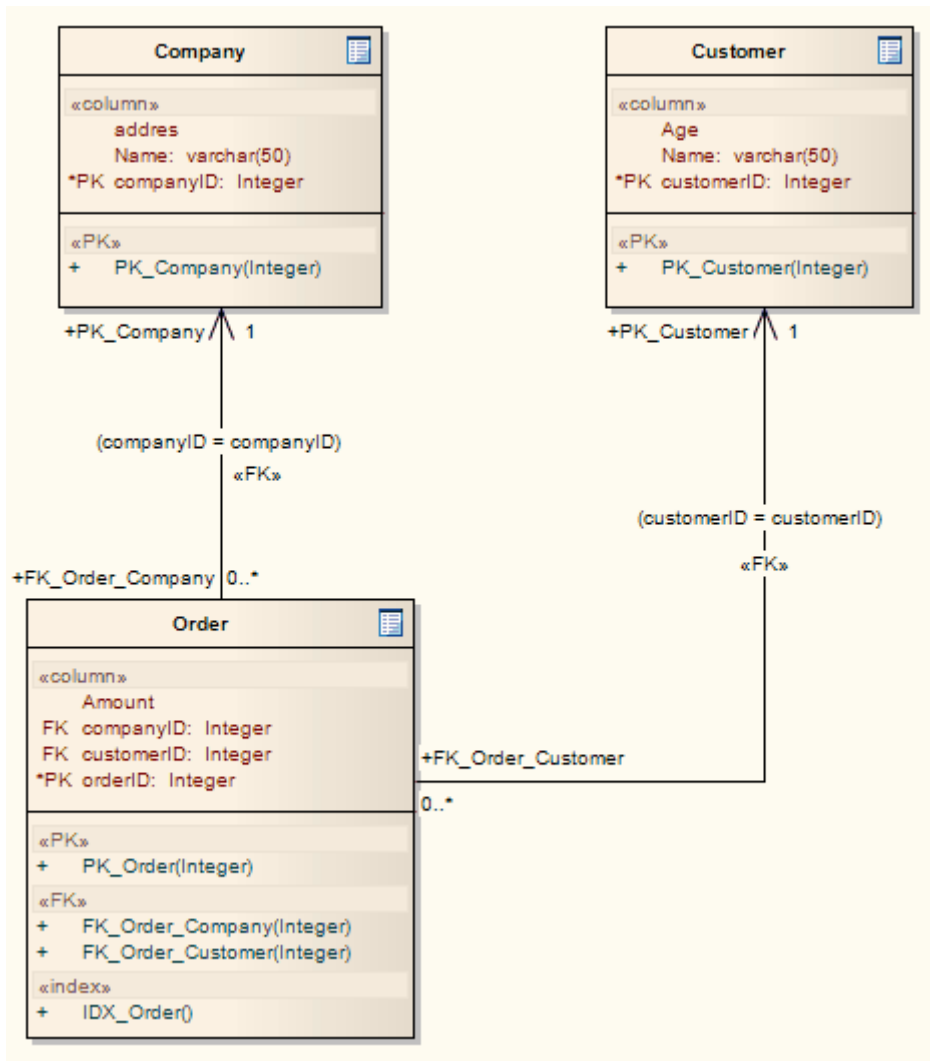 Company
«column»
addres
Name: varchar(50)
*PK companyID: Integer
«PK»
+ PK_Company(Integer)
Customer
«column»
Age
Name: varchar(50)
*PK customerID: Integer
«PK»
+ PK_Customer(Integer)
+PK_Company 1
+PK_Customer 1
(companyID = companyID)
«FK»
(customerID = customerID)
«FK»
+FK_Order_Company 0..*
Order
«column»
Amount
FK companyID: Integer
FK customerID: Integer
*PK orderID: Integer
«PK»
+ PK_Order(Integer)
«FK»
+ FK_Order_Company(Integer)
+ FK_Order_Customer(Integer)
«index»
+ IDX_Order()
+FK_Order_Customer
0..*